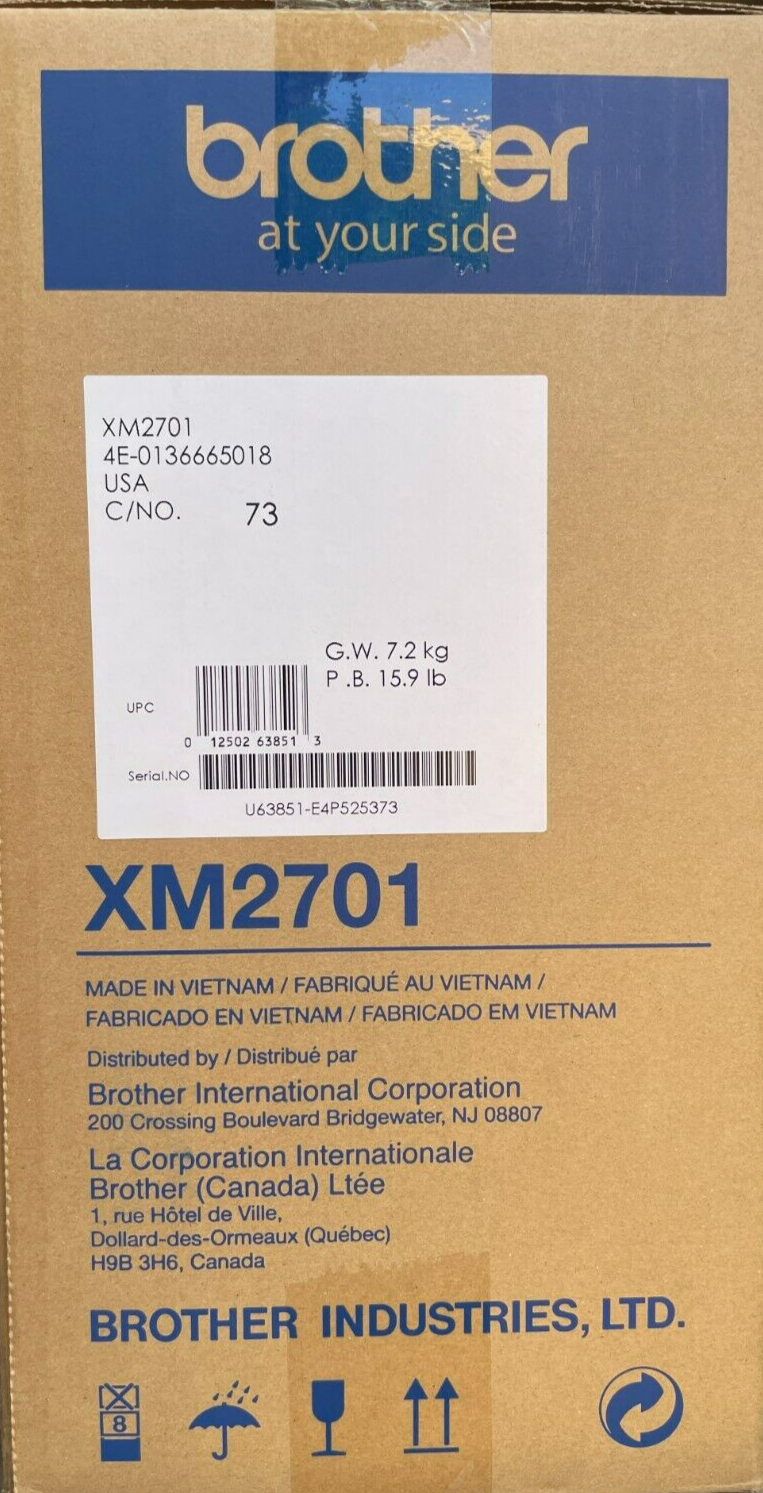 brother
at your side
XM2701
4E-0136665018
USA
C/NO. 73
G.W. 7.2 kg
P .B. 15.9 lb
UPC
0 12502 63851 3
Serial.NO
U63851-E4P525373
XM2701
MADE IN VIETNAM / FABRIQUÉ AU VIETNAM /
FABRICADO EN VIETNAM / FABRICADO EM VIETNAM
Distributed by / Distribué par
Brother International Corporation
200 Crossing Boulevard Bridgewater, NJ 08807
La Corporation Internationale
Brother (Canada) Ltée
1, rue Hôtel de Ville,
Dollard-des-Ormeaux (Québec)
H9B 3H6, Canada
BROTHER INDUSTRIES, LTD.
8